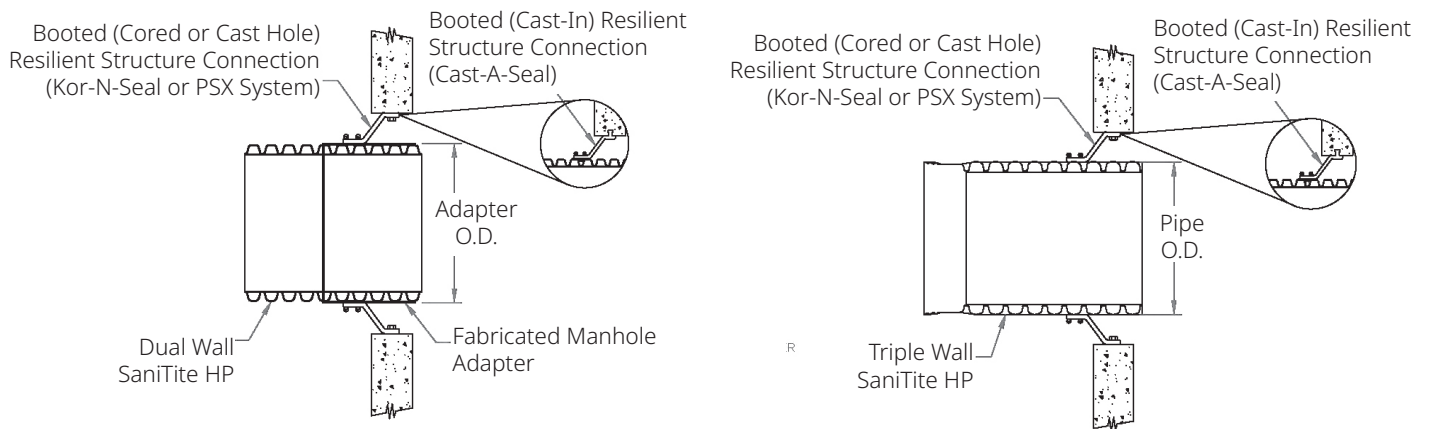 Booted (Cored or Cast Hole)
Resilient Structure Connection
(Kor-N-Seal or PSX System)
Booted (Cast-In) Resilient
Structure Connection
(Cast-A-Seal)
Adapter
O.D.
Dual Wall
SaniTite HP
Fabricated Manhole
Adapter
Booted (Cored or Cast Hole)
Resilient Structure Connection
(Kor-N-Seal or PSX System)
Booted (Cast-In) Resilient
Structure Connection
(Cast-A-Seal)
Pipe
O.D.
R
Triple Wall
SaniTite HP